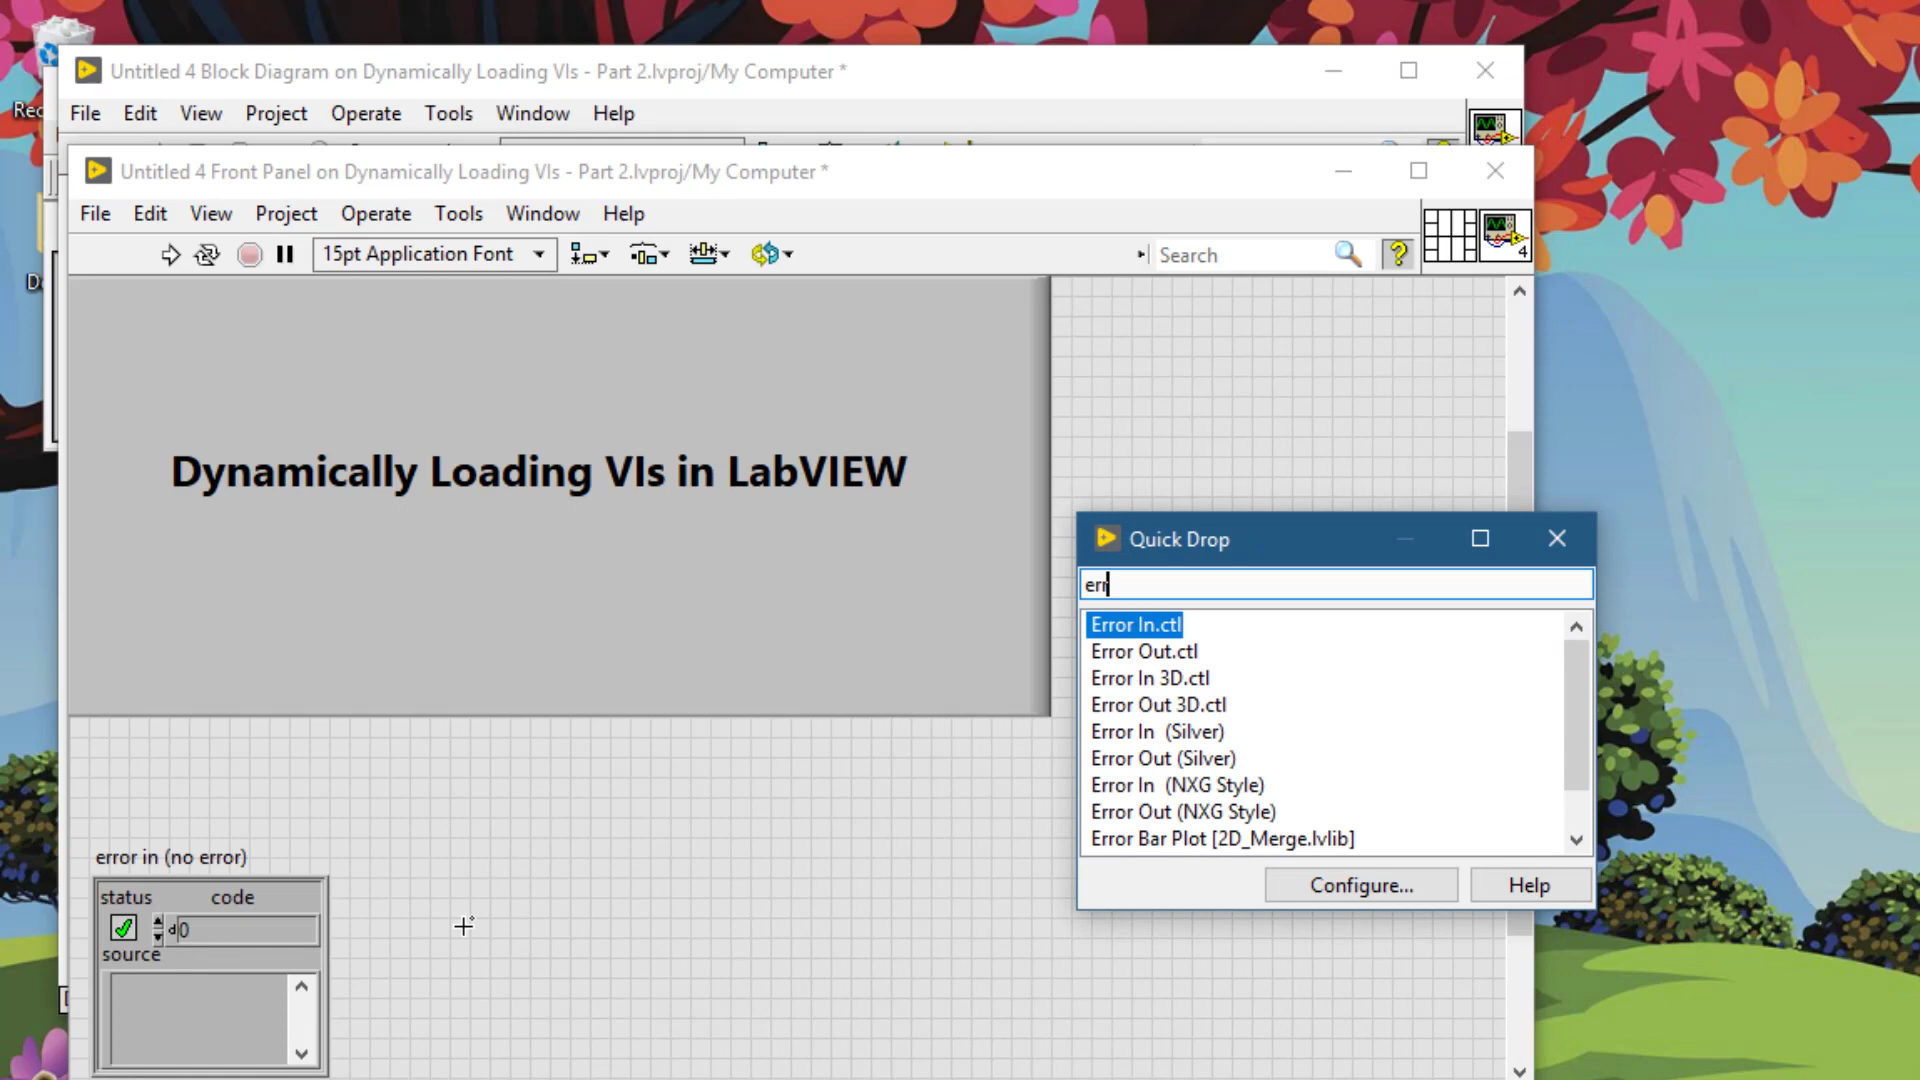 Rec
Untitled 4 Block Diagram on Dynamically Loading VIs - Part 2.lvproj/My Computer *
File Edit View Project Operate Tools Window Help
Untitled 4 Front Panel on Dynamically Loading VIs - Part 2.lvproj/My Computer *
File Edit View Project Operate Tools Window Help
15pt Application Font
Search
4
D
Dynamically Loading VIs in LabVIEW
Quick Drop
err
Error In.ctl
Error Out.ctl
Error In 3D.ctl
Error Out 3D.ctl
Error In  (Silver)
Error Out (Silver)
Error In  (NXG Style)
Error Out (NXG Style)
Error Bar Plot [2D_Merge.lvlib]
Configure... Help
error in (no error)
status code
d 0
source